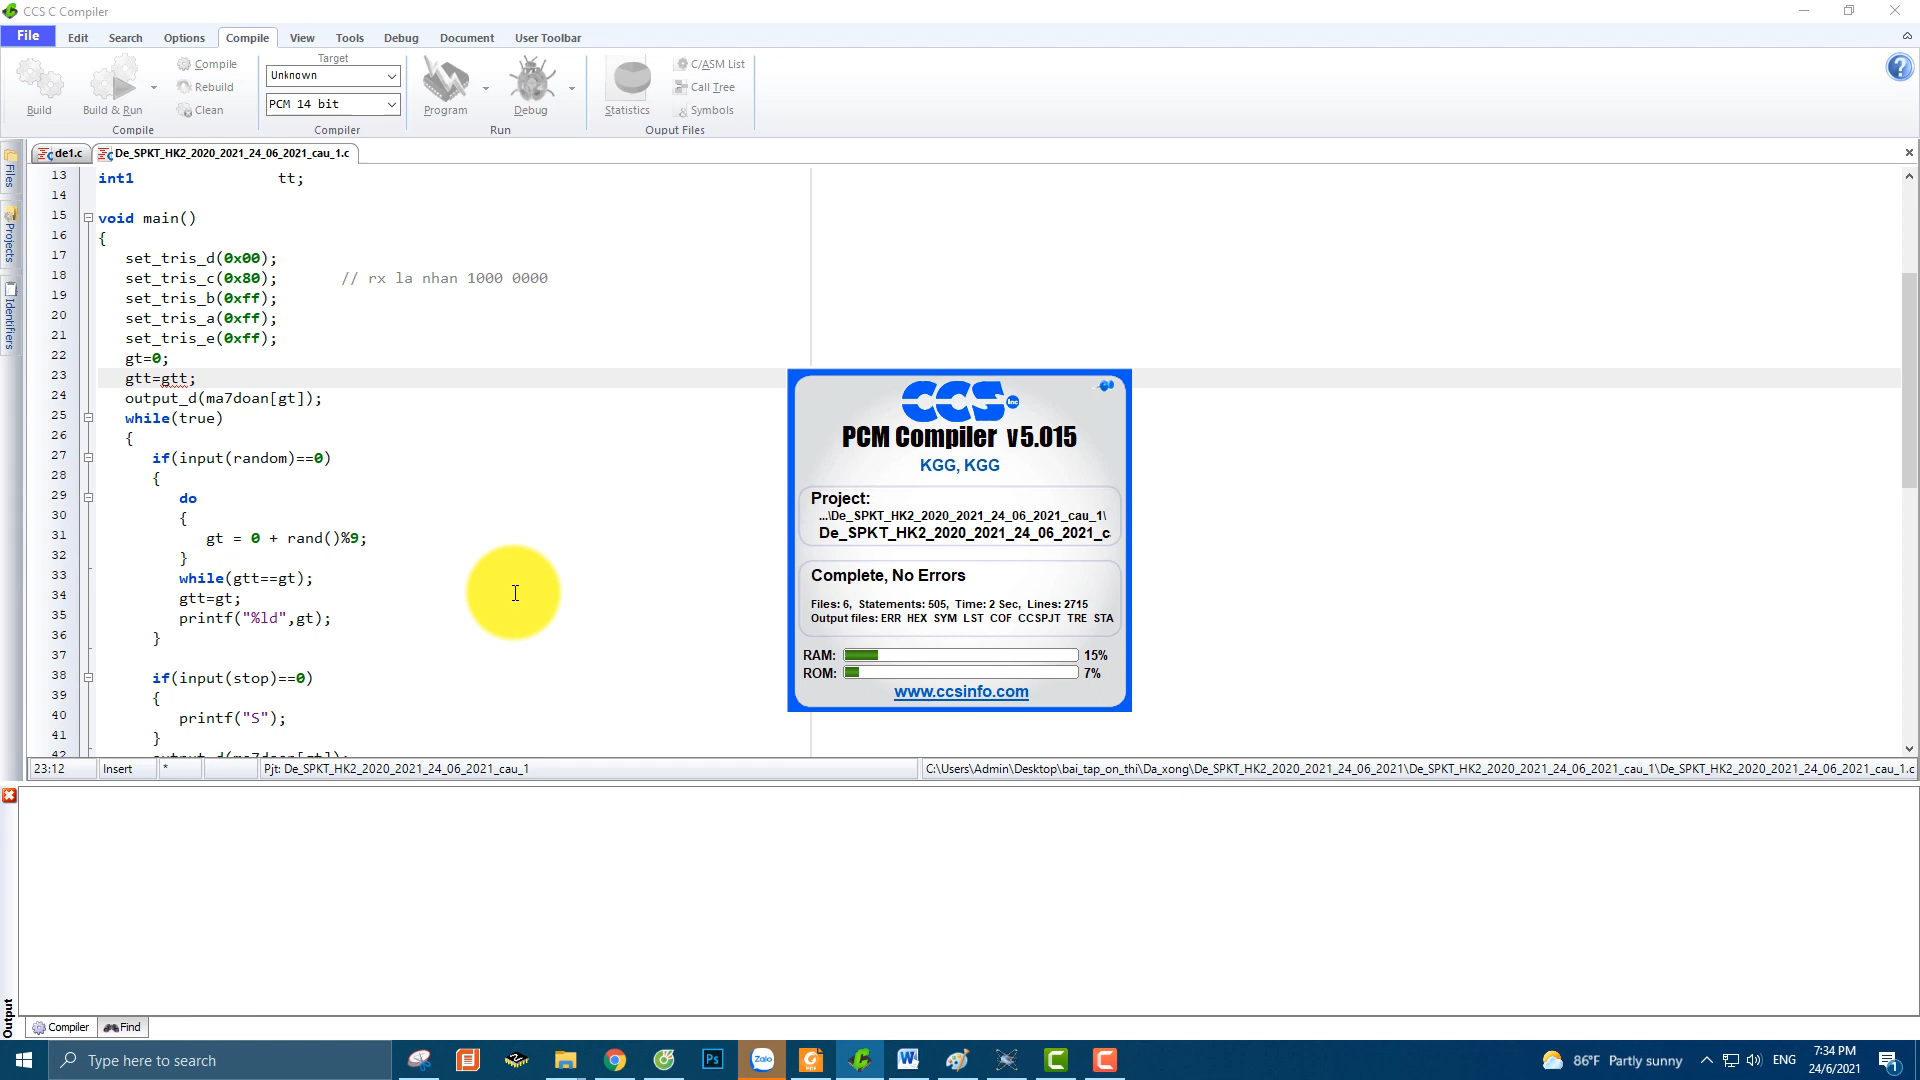 CCS C Compiler
File Edit Search Options Compile View Tools Debug Document User Toolbar
Build
Build & Run
Compile
Rebuild
Clean
Compile
Target
Unknown
PCM 14 bit
Compiler
Program
Debug
Run
Statistics
C/ASM List
Call Tree
Symbols
Ouput Files
Files
Projects
Identifiers
de1.c De_SPKT_HK2_2020_2021_24_06_2021_cau_1.c
13 int1 tt;
14
15 void main()
16 {
17 set_tris_d(0x00);
18 set_tris_c(0x80); // rx la nhan 1000 0000
19 set_tris_b(0xff);
20 set_tris_a(0xff);
21 set_tris_e(0xff);
22 gt=0;
23 gtt=gtt;
24 output_d(ma7doan[gt]);
25 while(true)
26 {
27 if(input(random)==0)
28 {
29 do
30 {
31 gt = 0 + rand()%9;
32 }
33 while(gtt==gt);
34 gtt=gt;
35 printf("%ld",gt);
36 }
37
38 if(input(stop)==0)
39 {
40 printf("S");
41 }
42 output_d(ma7doan[gt]);
CCS Inc
PCM Compiler v5.015
KGG, KGG
Project:
...\De_SPKT_HK2_2020_2021_24_06_2021_cau_1\
De_SPKT_HK2_2020_2021_24_06_2021_c
Complete, No Errors
Files: 6, Statements: 505, Time: 2 Sec, Lines: 2715
Output files: ERR HEX SYM LST COF CCSPJT TRE STA
RAM: 15%
ROM: 7%
www.ccsinfo.com
23:12 Insert * Pjt: De_SPKT_HK2_2020_2021_24_06_2021_cau_1 C:\Users\Admin\Desktop\bai_tap_on_thi\Da_xong\De_SPKT_HK2_2020_2021_24_06_2021\De_SPKT_HK2_2020_2021_24_06_2021_cau_1\De_SPKT_HK2_2020_2021_24_06_2021_cau_1.c
Output
Compiler Find
Type here to search
Ps
Zalo
86°F Partly sunny
ENG
7:34 PM
24/6/2021
1